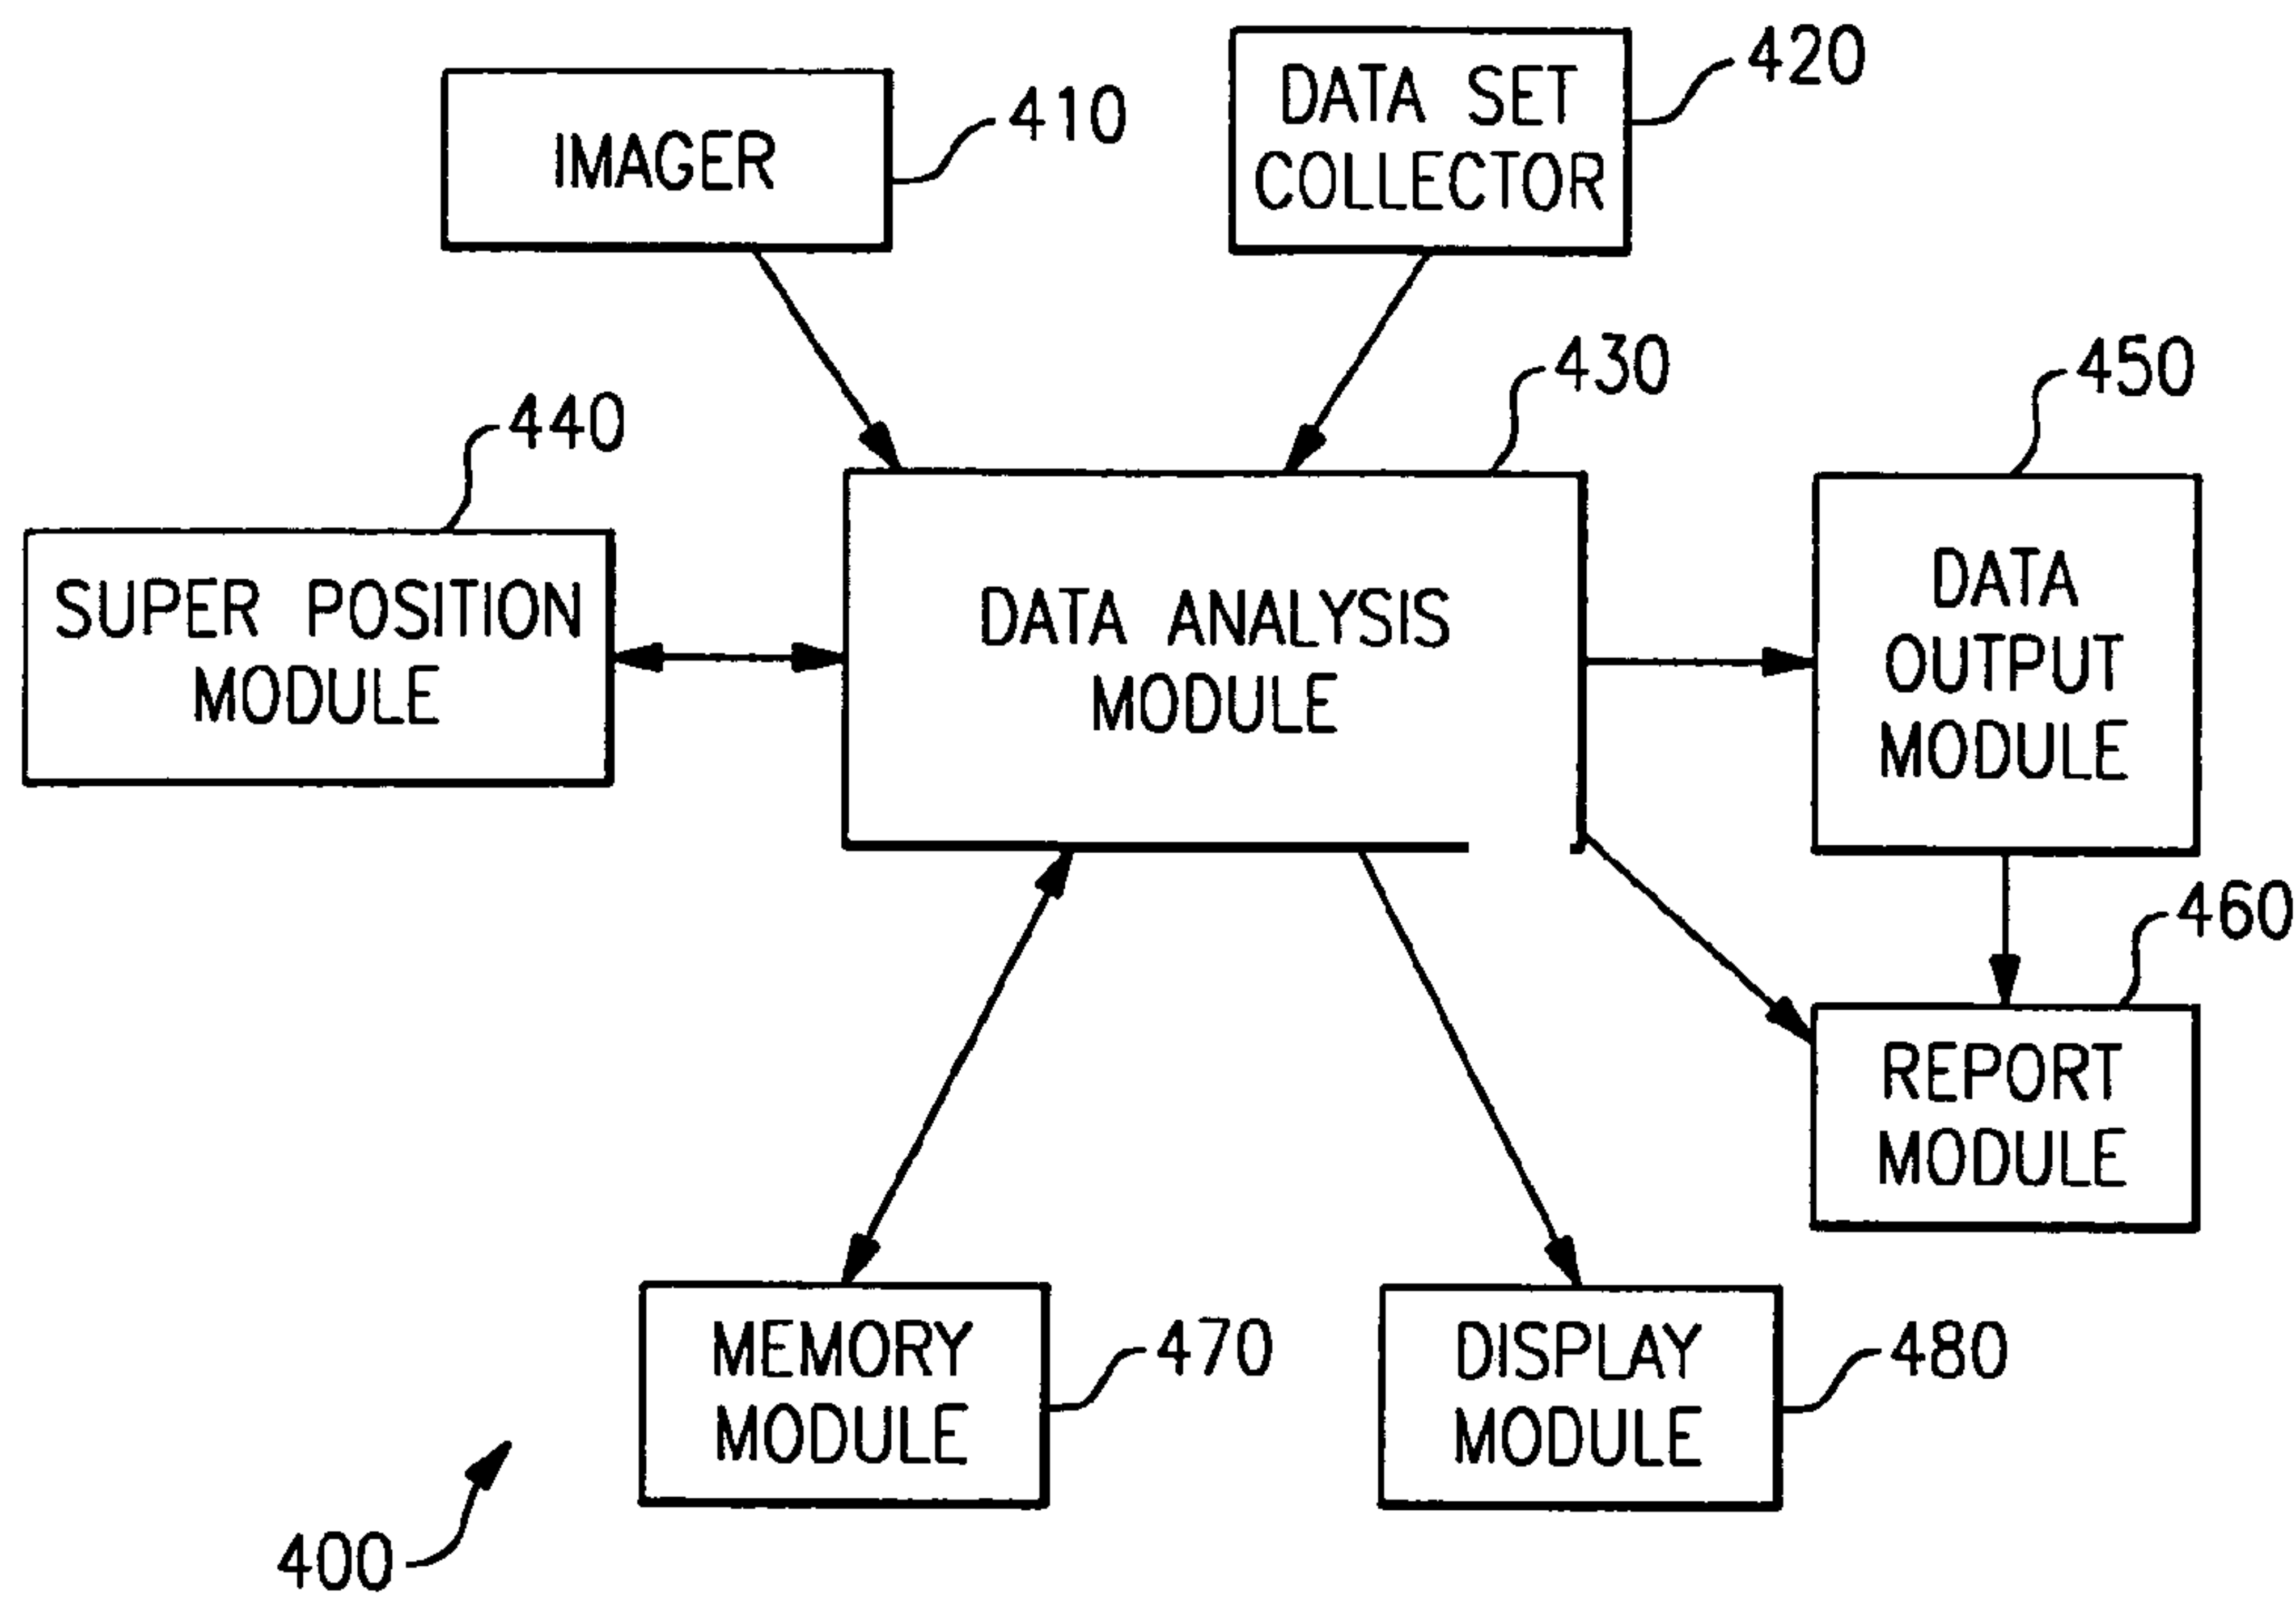 IMAGER
410
DATA SET
COLLECTOR
420
430
440
450
SUPER POSITION
MODULE
DATA ANALYSIS
MODULE
DATA
OUTPUT
MODULE
460
REPORT
MODULE
MEMORY
MODULE
470
DISPLAY
MODULE
480
400